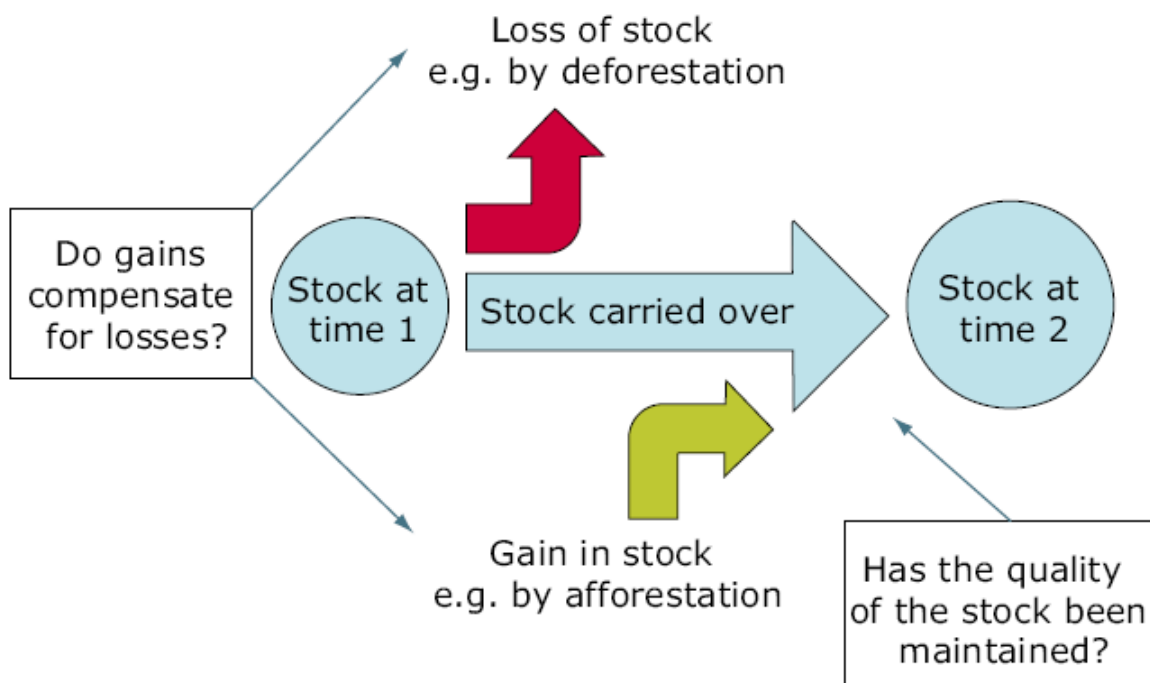 Loss of stock
e.g. by deforestation
Do gains
compensate
for losses?
Stock at
time 1
Stock carried over
Stock at
time 2
Gain in stock
e.g. by afforestation
Has the quality
of the stock been
maintained?